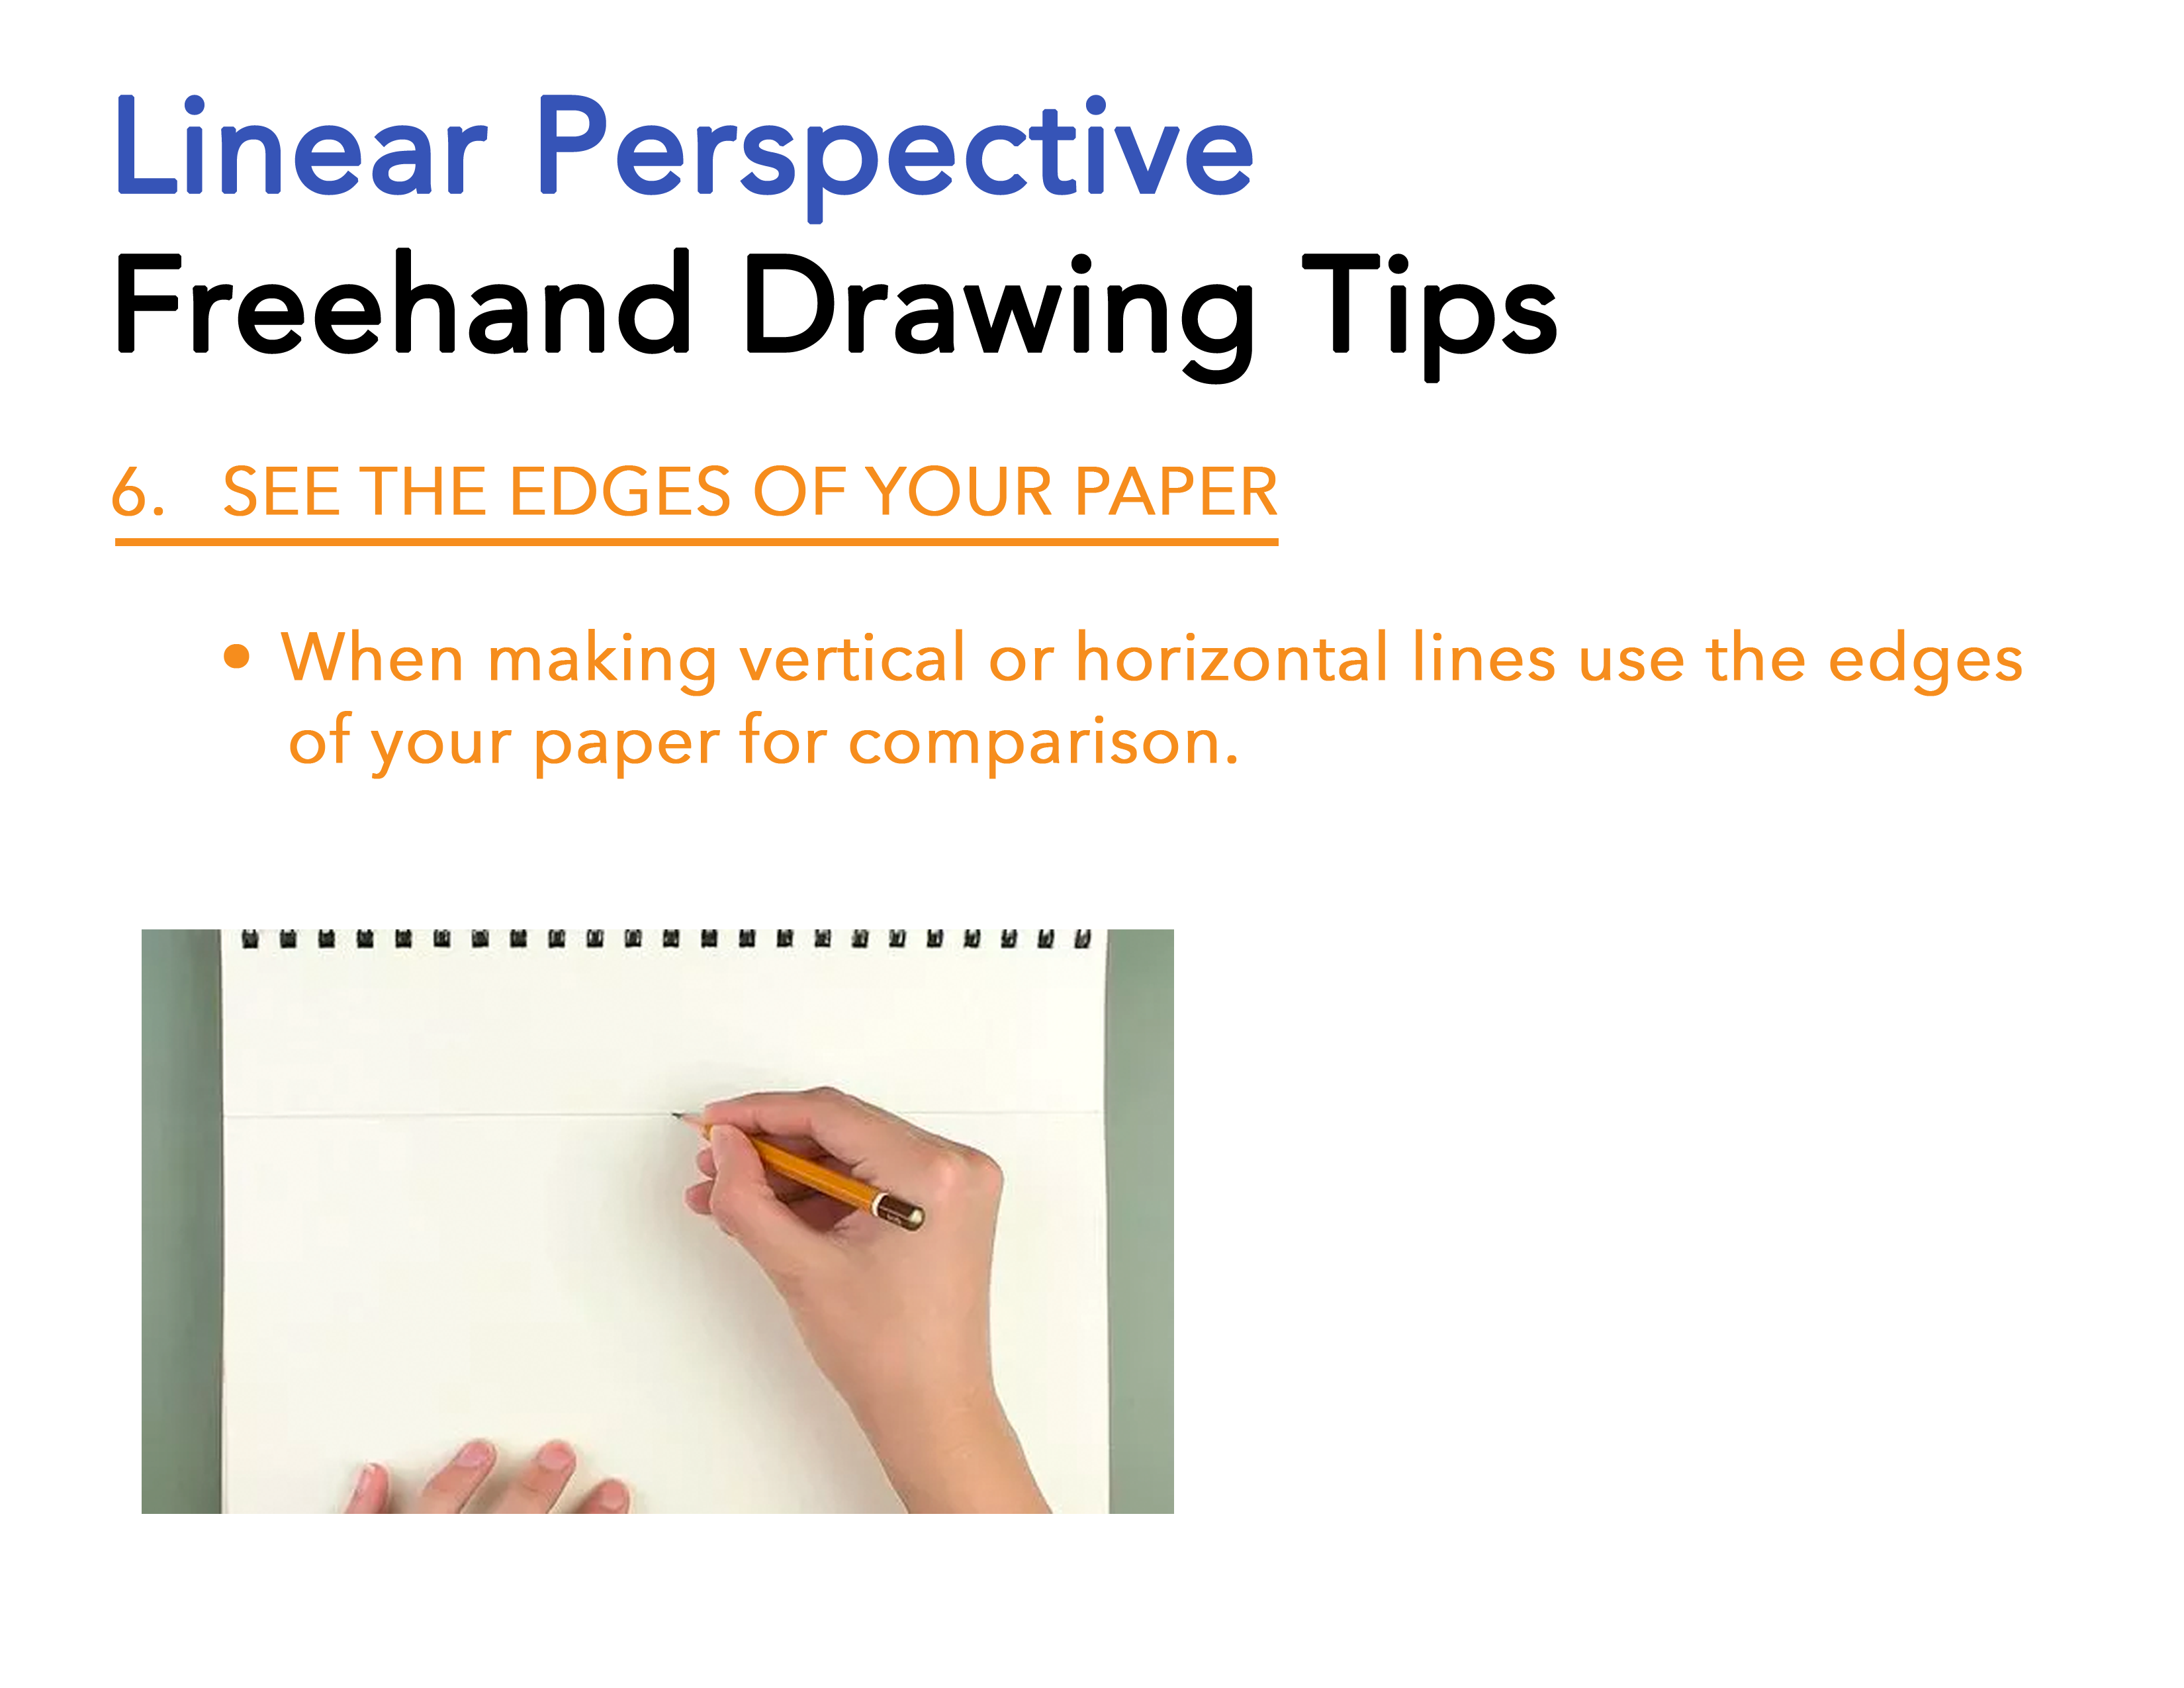 Linear Perspective
Freehand Drawing Tips
6. SEE THE EDGES OF YOUR PAPER
• When making vertical or horizontal lines use the edges
of your paper for comparison.